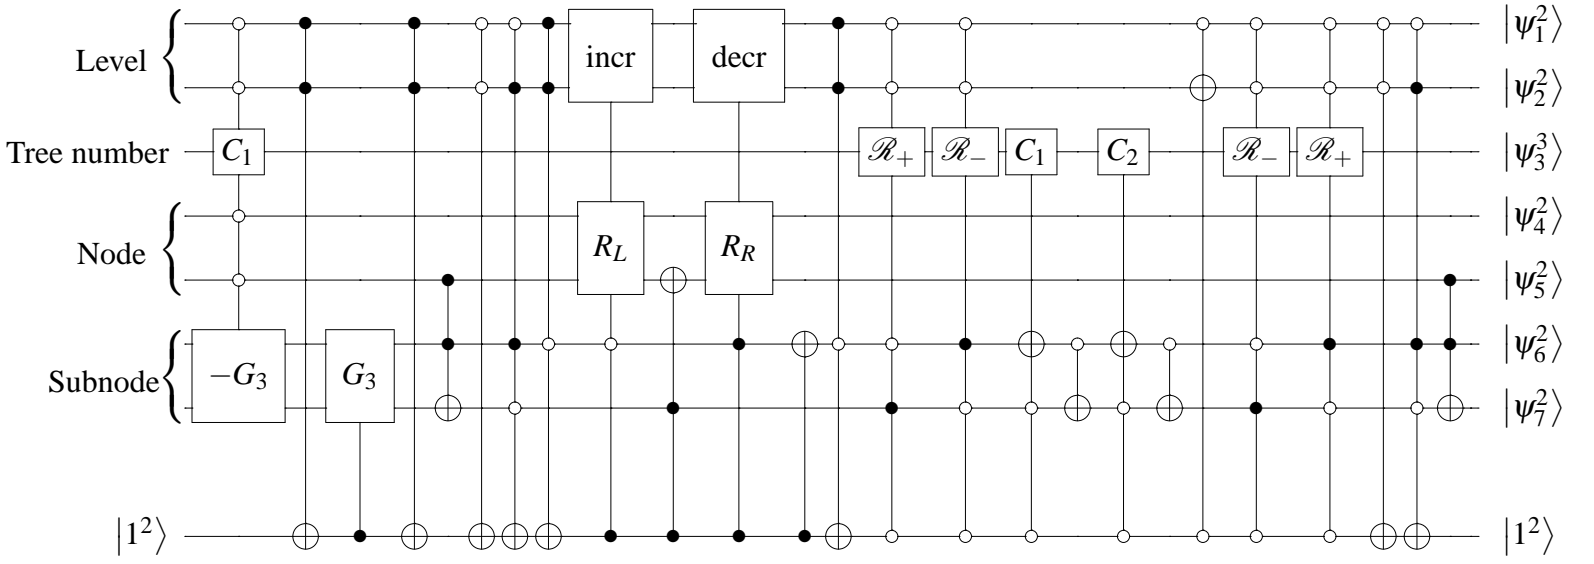 Level
incr
decr
|ψ₁²⟩
|ψ₂²⟩
Tree number
C₁
ℛ₊
ℛ₋
C₁
C₂
ℛ₋
ℛ₊
|ψ₃³⟩
Node
R_L
R_R
|ψ₄²⟩
|ψ₅²⟩
Subnode
−G₃
G₃
|ψ₆²⟩
|ψ₇²⟩
|1²⟩
|1²⟩